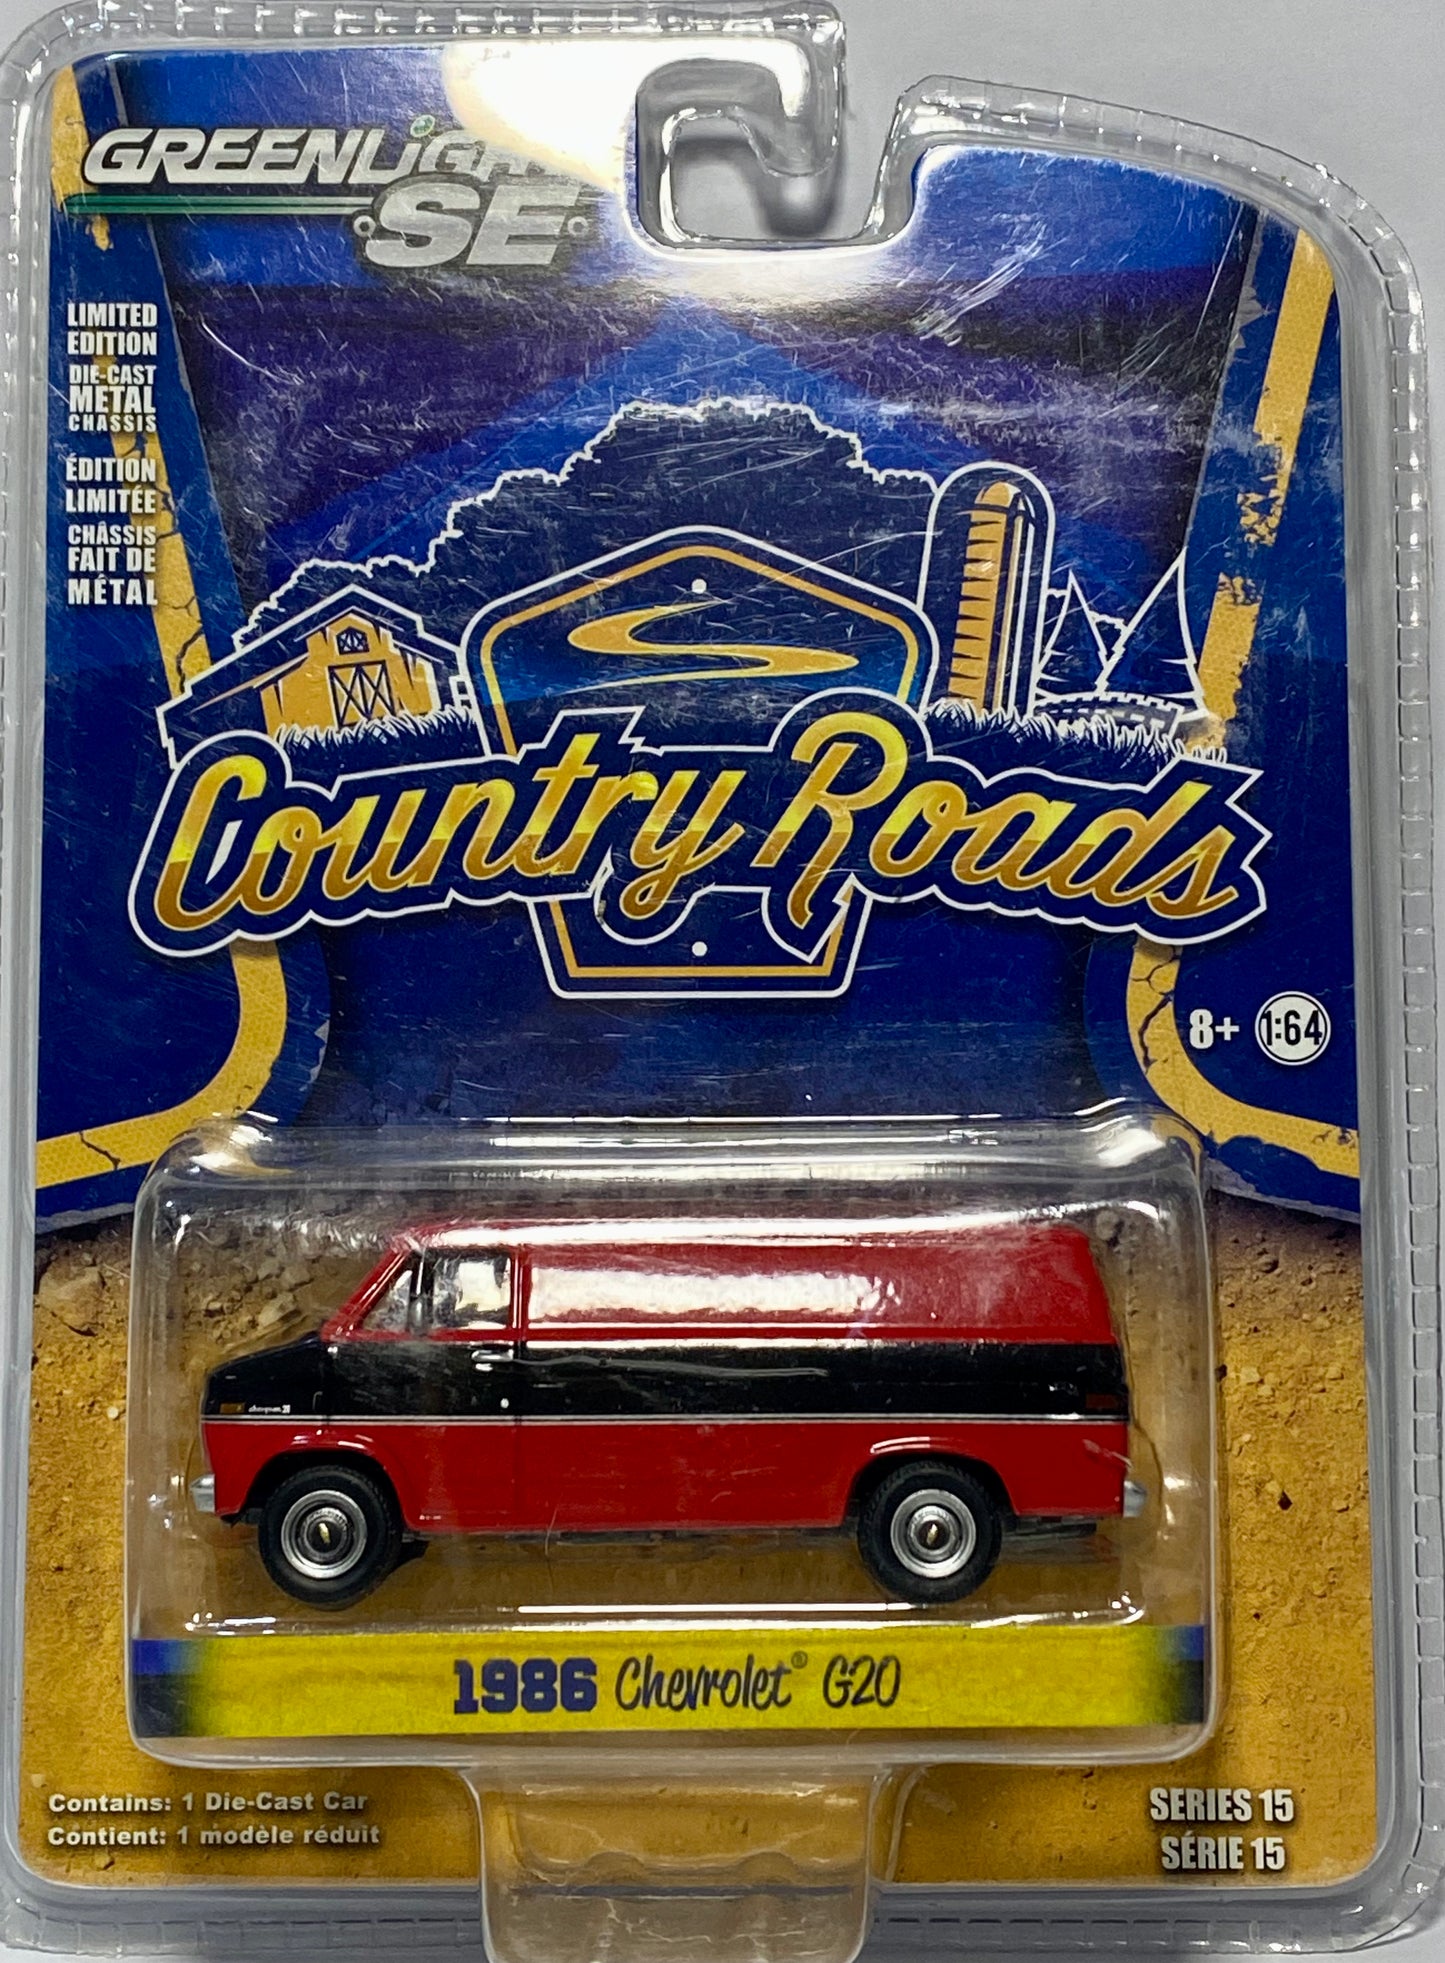 GREENLiGHT
SE
LIMITED
EDITION
DIE-CAST
METAL
CHASSIS
ÉDITION
LIMITÉE
CHÂSSIS
FAIT DE
MÉTAL
Country Roads
8+ 1:64
1986 Chevrolet® G20
Contains: 1 Die-Cast Car
Contient: 1 modèle réduit
SERIES 15
SÉRIE 15